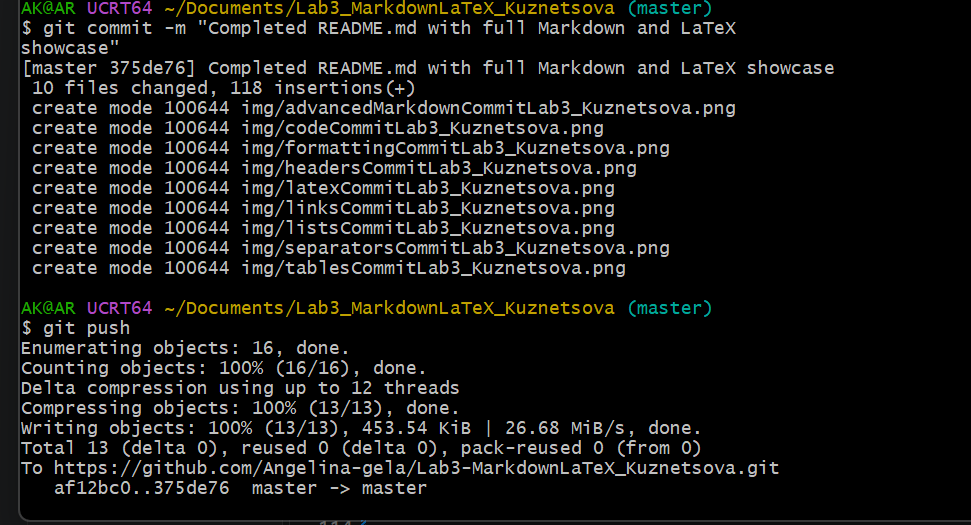 AK@AR UCRT64 ~/Documents/Lab3_MarkdownLaTeX_Kuznetsova (master)
$ git commit -m "Completed README.md with full Markdown and LaTeX
showcase"
[master 375de76] Completed README.md with full Markdown and LaTeX showcase
 10 files changed, 118 insertions(+)
 create mode 100644 img/advancedMarkdownCommitLab3_Kuznetsova.png
 create mode 100644 img/codeCommitLab3_Kuznetsova.png
 create mode 100644 img/formattingCommitLab3_Kuznetsova.png
 create mode 100644 img/headersCommitLab3_Kuznetsova.png
 create mode 100644 img/latexCommitLab3_Kuznetsova.png
 create mode 100644 img/linksCommitLab3_Kuznetsova.png
 create mode 100644 img/listsCommitLab3_Kuznetsova.png
 create mode 100644 img/separatorsCommitLab3_Kuznetsova.png
 create mode 100644 img/tablesCommitLab3_Kuznetsova.png
AK@AR UCRT64 ~/Documents/Lab3_MarkdownLaTeX_Kuznetsova (master)
$ git push
Enumerating objects: 16, done.
Counting objects: 100% (16/16), done.
Delta compression using up to 12 threads
Compressing objects: 100% (13/13), done.
Writing objects: 100% (13/13), 453.54 KiB | 26.68 MiB/s, done.
Total 13 (delta 0), reused 0 (delta 0), pack-reused 0 (from 0)
To https://github.com/Angelina-gela/Lab3-MarkdownLaTeX_Kuznetsova.git
   af12bc0..375de76  master -> master